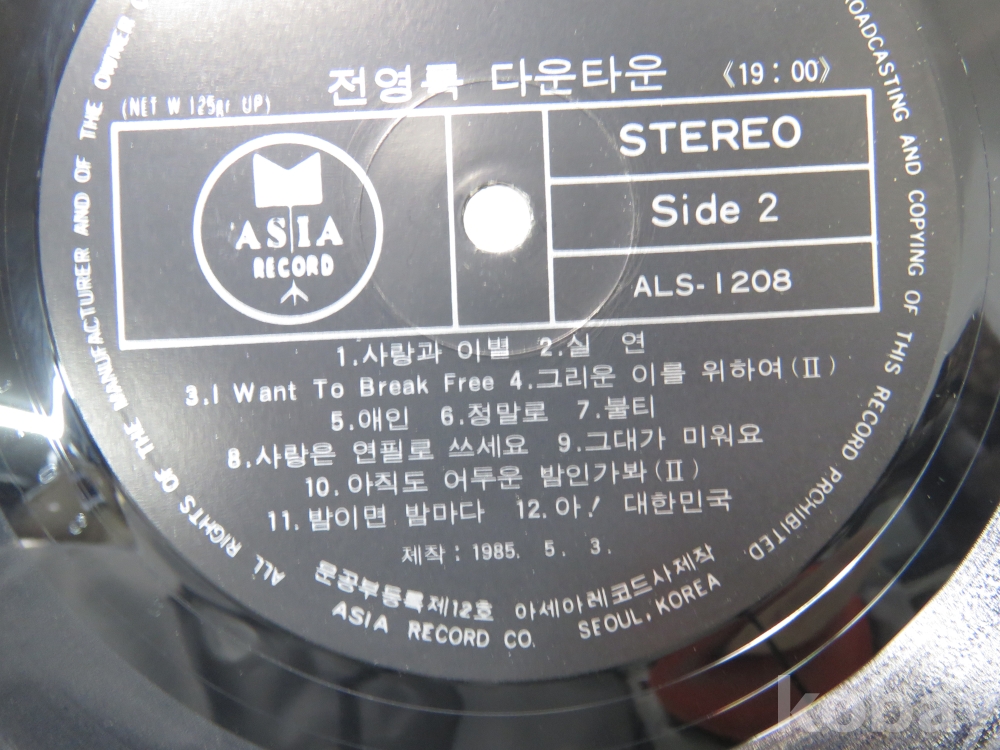 전영록 다운타운 《19:00》
(NET W 125gr UP)
STEREO
Side 2
ALS-1208
ASIA
RECORD
1.사랑과 이별 2.실 연
3.I Want To Break Free 4.그리운 이를 위하여(II)
5.애인 6.정말로 7.불티
8.사랑은 연필로 쓰세요 9.그대가 미워요
10.아직도 어두운 밤인가봐(II)
11.밤이면 밤마다 12.아! 대한민국
제작:1985. 5. 3.
문공부등록제12호 아세아레코드사제작
ASIA RECORD CO. SEOUL, KOREA
ALL RIGHTS OF THE MANUFACTURER AND OF THE OWNER
AND COPYING OF THIS RECORD PROHIBITED
koba